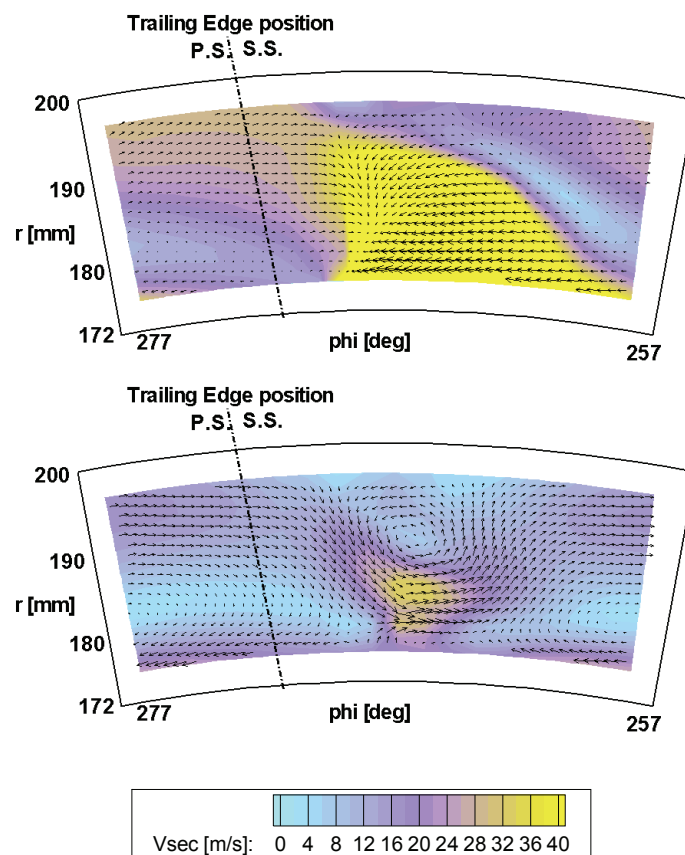 Trailing Edge position
P.S. S.S.
200
190
r [mm]
180
172
277
phi [deg]
257
Trailing Edge position
P.S. S.S.
200
190
r [mm]
180
172
277
phi [deg]
257
Vsec [m/s]: 0 4 8 12 16 20 24 28 32 36 40